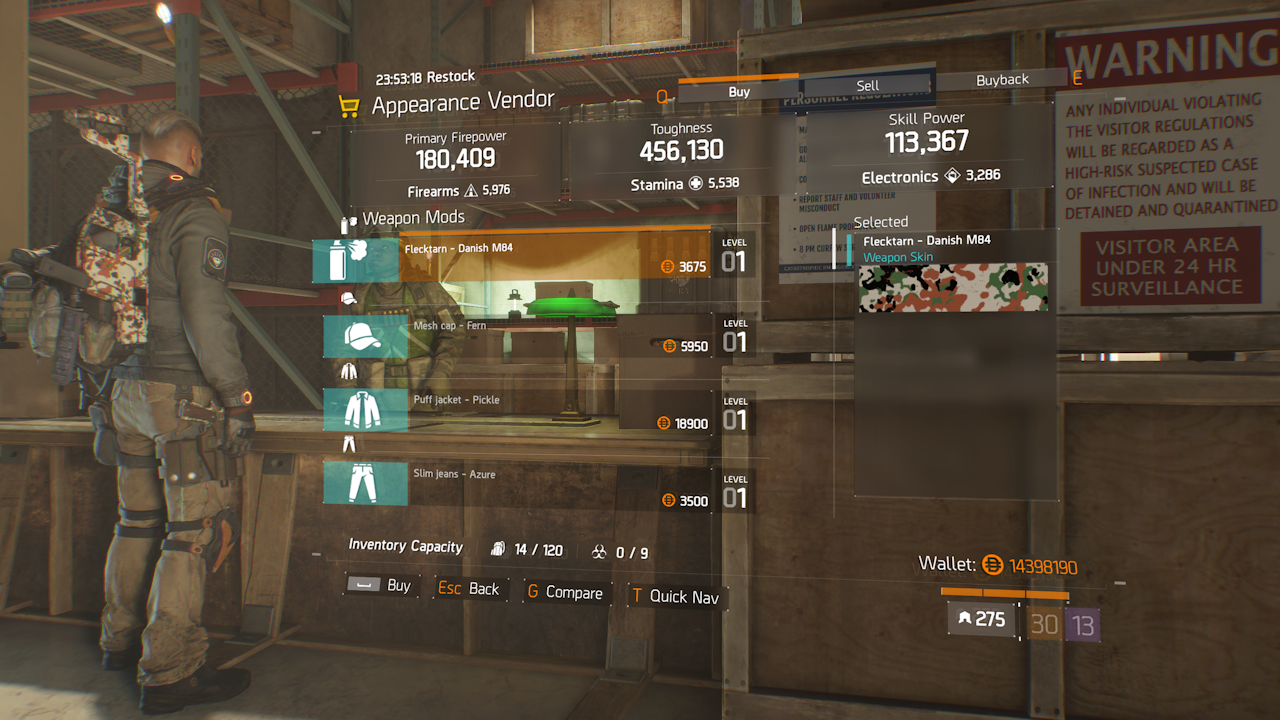 23:53:18 Restock
Appearance Vendor
Q
Buy
Sell
Buyback
E
Primary Firepower
180,409
Firearms 5,976
Toughness
456,130
Stamina 5,538
Skill Power
113,367
Electronics 3,286
Weapon Mods
Flecktarn - Danish M84
3675
LEVEL
01
Mesh cap - Fern
5950
LEVEL
01
Puff jacket - Pickle
18900
LEVEL
01
Slim jeans - Azure
3500
LEVEL
01
Selected
Flecktarn - Danish M84
Weapon Skin
Inventory Capacity 14 / 120 0 / 9
Buy
Esc Back
G Compare
T Quick Nav
Wallet: 14398190
275
30
13
REPORT STAFF AND VOLUNTEER
MISCONDUCT
WARNING
ANY INDIVIDUAL VIOLATING
THE VISITOR REGULATIONS
WILL BE REGARDED AS A
HIGH-RISK SUSPECTED CASE
OF INFECTION AND WILL BE
DETAINED AND QUARANTINED
VISITOR AREA
UNDER 24 HR
SURVEILLANCE